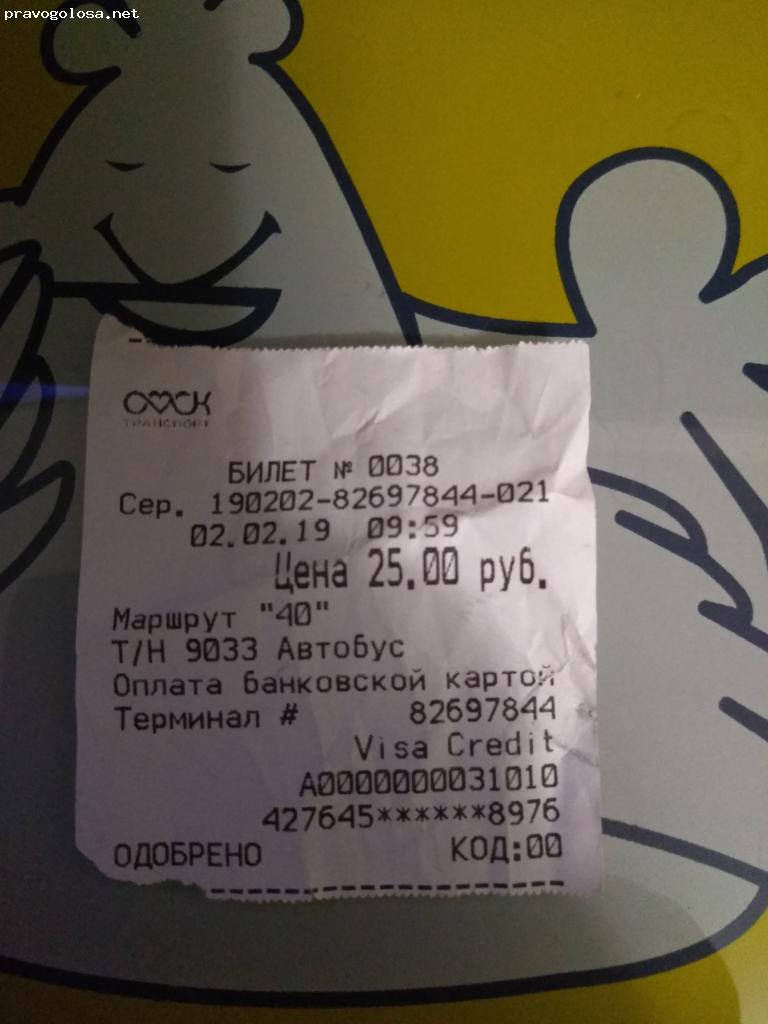 pravogolosa.net
ОМСК
ТРАНСПОРТ
БИЛЕТ № 0038
Сер. 190202-82697844-021
02.02.19 09:59
Цена 25.00 руб.
Маршрут "40"
Т/Н 9033 Автобус
Оплата банковской картой
Терминал # 82697844
Visa Credit
A0000000031010
427645******8976
ОДОБРЕНО КОД:00